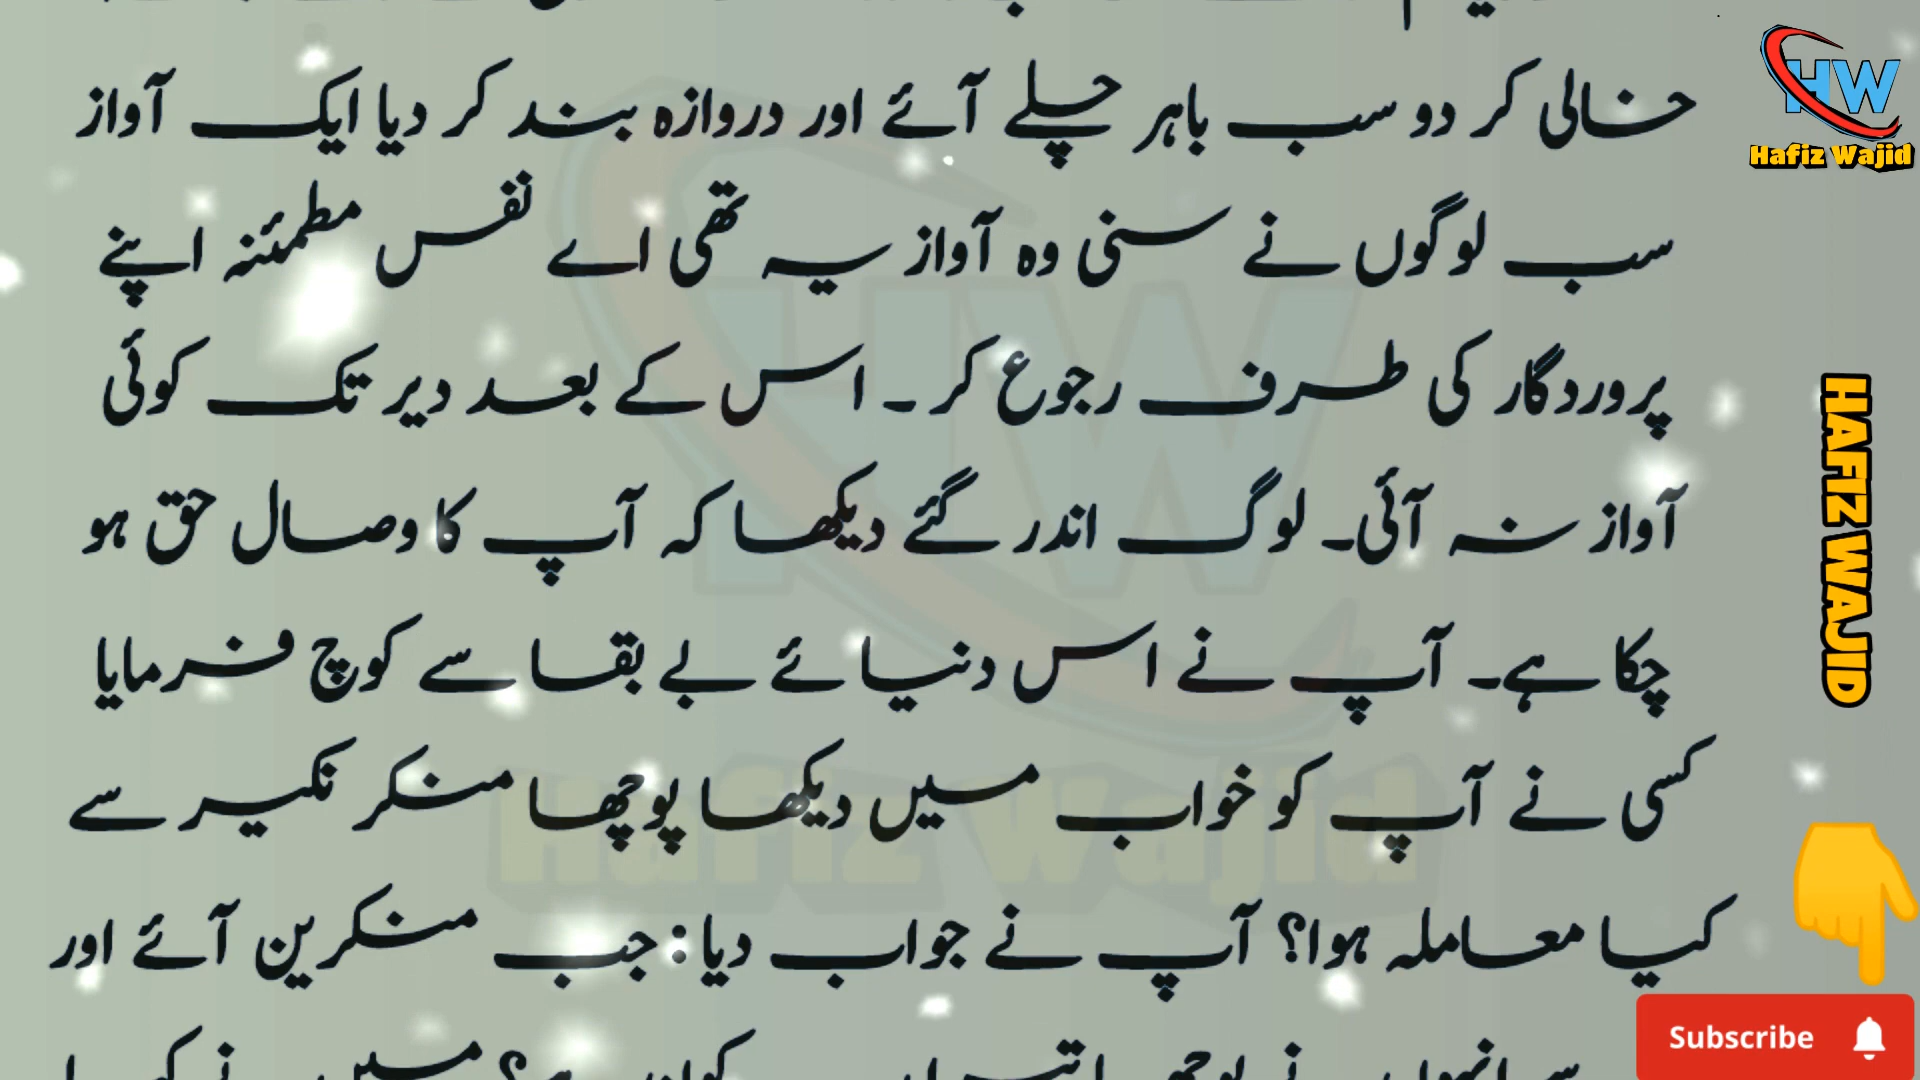 خالی کر دو سب باہر چلے آئے اور دروازہ بند کر دیا ایک آواز
سب لوگوں نے سنی وہ آواز یہ تھی اے نفس مطمئنہ اپنے
پروردگار کی طرف رجوع کر ۔ اس کے بعد دیر تک کوئی
آواز نہ آئی۔ لوگ اندر گئے دیکھا کہ آپ کا وصال حق ہو
چکا ہے۔ آپ نے اس دنیائے بے بقا سے کوچ فرمایا
کسی نے آپ کو خواب میں دیکھا پوچھا منکر نکیر سے
کیا معاملہ ہوا؟ آپ نے جواب دیا: جب منکرین آئے اور
HW
Hafiz Wajid
HAFIZ WAJID
HW
Hafiz Wajid
Subscribe